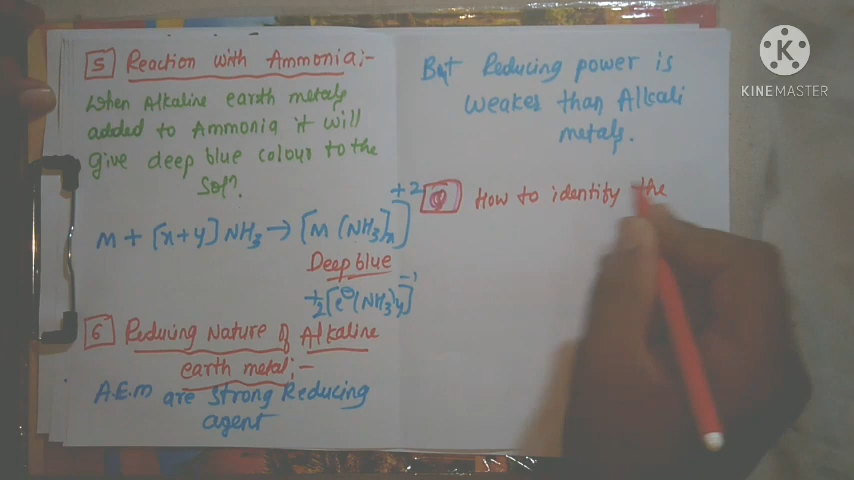 5 Reaction with Ammonia:-
When Alkaline earth metals
added to Ammonia it will
give deep blue colour to the
Sol?
M + [x+y] NH3 → [M (NH3)x]+2
Deep blue
+2[e⊖(NH3)y]-1
6 Reducing Nature of Alkaline
earth metal:-
A.E.M are strong Reducing
agent
But Reducing power is
weaker than Alkali
metals.
Q How to identify the
K
KINEMASTER